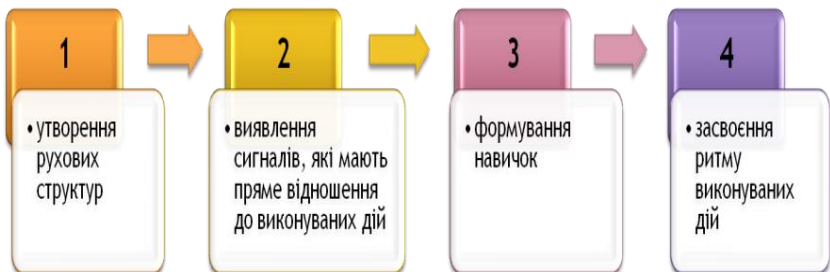 1
• утворення
рухових
структур
2
• виявлення
сигналів, які мають
пряме відношення
до виконуваних дій
3
• формування
навичок
4
• засвоєння
ритму
виконуваних
дій